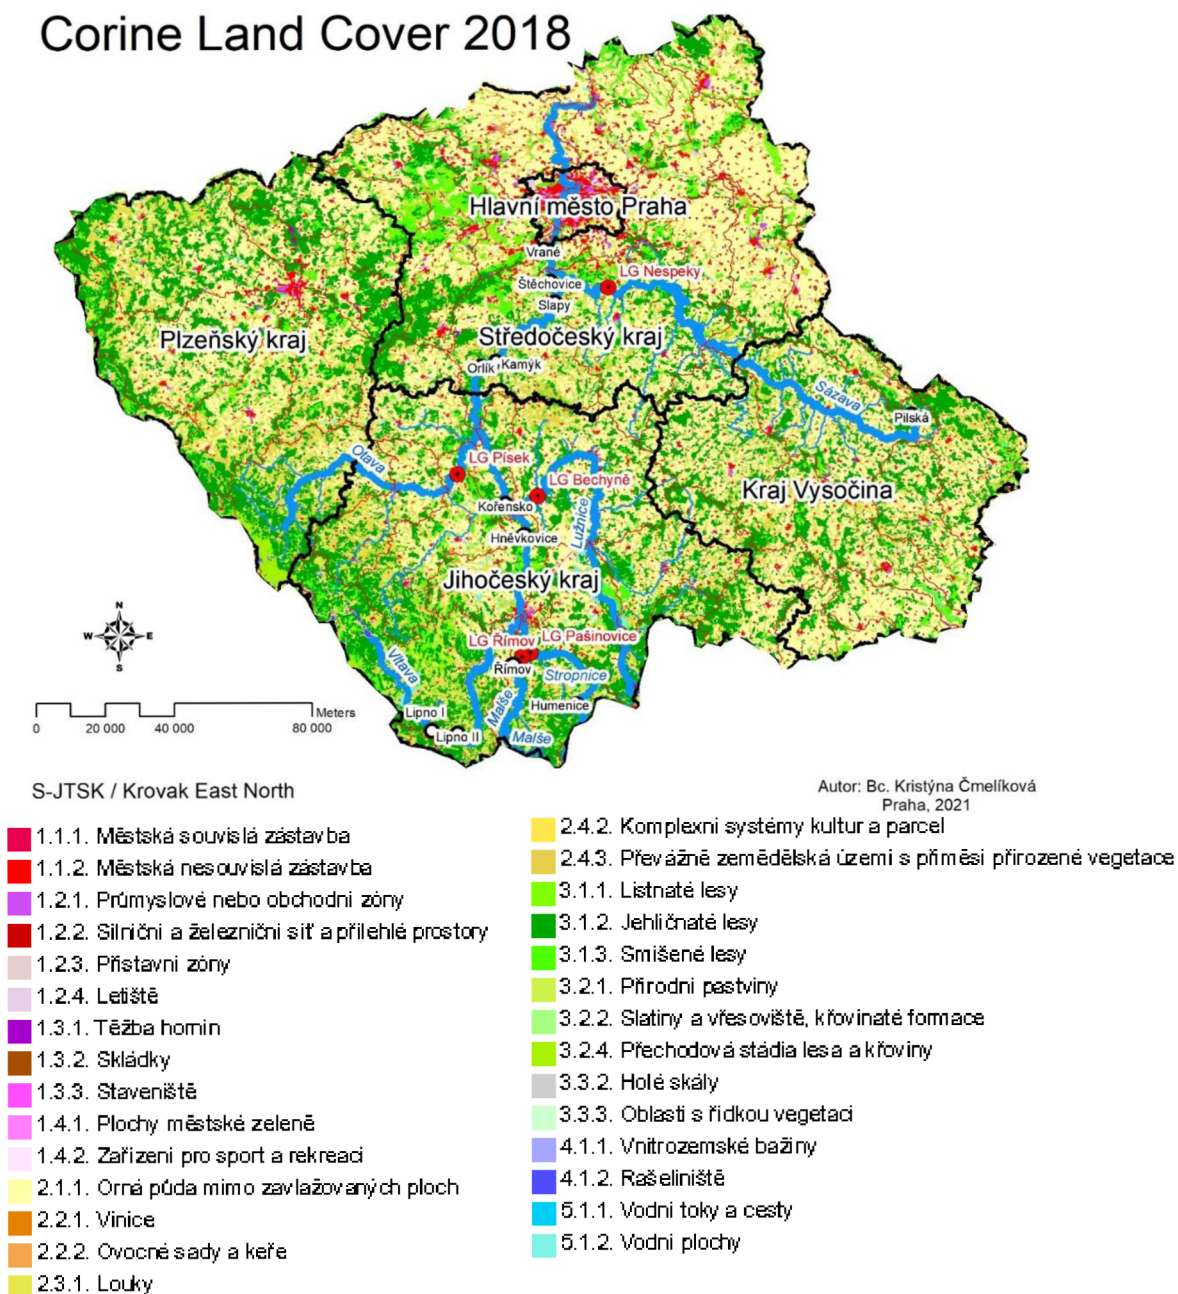 Corine Land Cover 2018
Hlavní město Praha
Vrané
LG Nespeky
Štěchovice
Slapy
Plzeňský kraj
Středočeský kraj
Orlík
Kamýk
Sázava
Pilská
Otava
LG Písek
LG Bechyně
Kraj Vysočina
Kořensko
Lužnice
Hněvkovice
Jihočeský kraj
N
W
E
S
LG Římov
LG Pašinovice
Vltava
Římov
Stropnice
Malše
Humenice
Lipno I
Lipno II
Malše
Meters
0 20 000 40 000 80 000
S-JTSK / Krovak East North
Autor: Bc. Kristýna Čmelíková
Praha, 2021
1.1.1. Městská souvislá zástavba
1.1.2. Městská nesouvislá zástavba
1.2.1. Průmyslové nebo obchodní zóny
1.2.2. Silniční a železniční síť a přilehlé prostory
1.2.3. Přístavní zóny
1.2.4. Letiště
1.3.1. Těžba hornin
1.3.2. Skládky
1.3.3. Staveniště
1.4.1. Plochy městské zeleně
1.4.2. Zařízení pro sport a rekreaci
2.1.1. Orná půda mimo zavlažovaných ploch
2.2.1. Vinice
2.2.2. Ovocné sady a keře
2.3.1. Louky
2.4.2. Komplexní systémy kultur a parcel
2.4.3. Převážně zemědělská území s příměsí přirozené vegetace
3.1.1. Listnaté lesy
3.1.2. Jehličnaté lesy
3.1.3. Smíšené lesy
3.2.1. Přírodní pastviny
3.2.2. Slatiny a vřesoviště, křovinaté formace
3.2.4. Přechodová stádia lesa a křoviny
3.3.2. Holé skály
3.3.3. Oblasti s řídkou vegetací
4.1.1. Vnitrozemské bažiny
4.1.2. Rašeliniště
5.1.1. Vodní toky a cesty
5.1.2. Vodní plochy